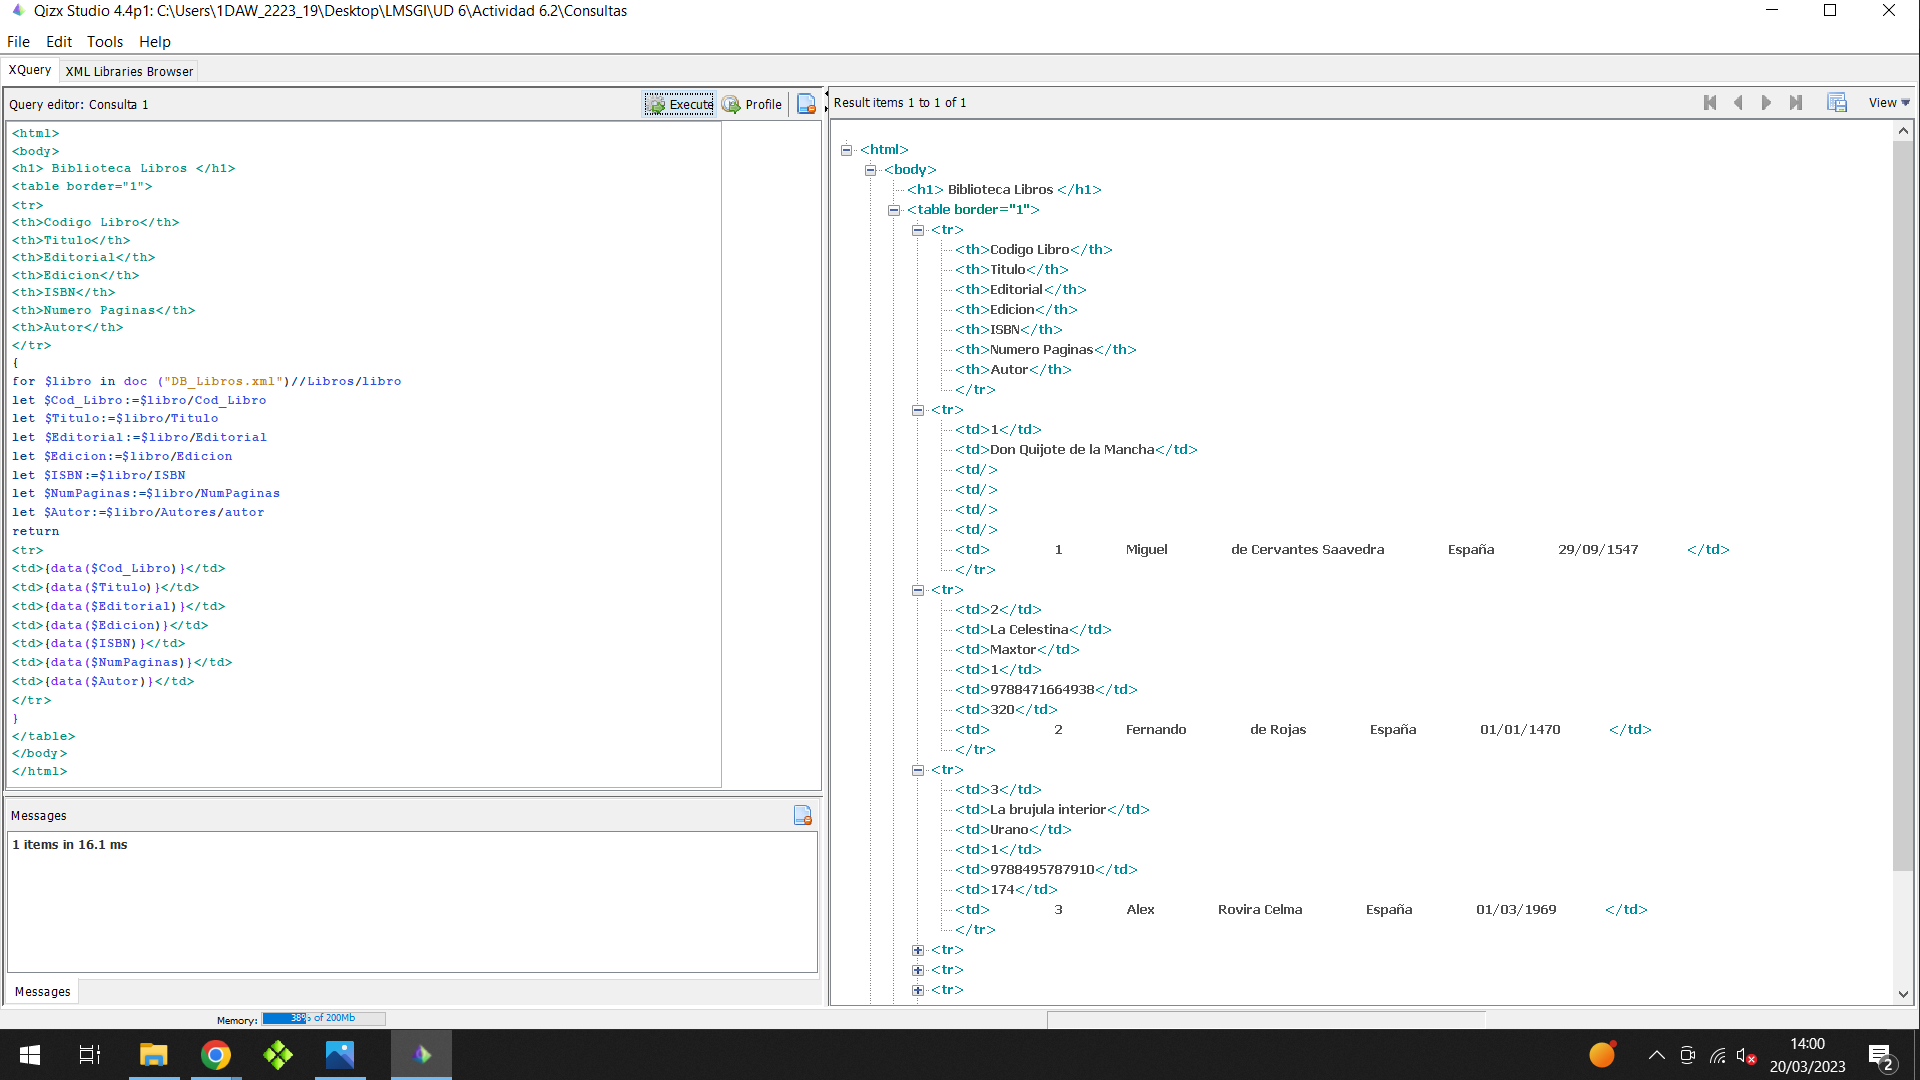 Qizx Studio 4.4p1: C:\Users\1DAW_2223_19\Desktop\LMSGI\UD 6\Actividad 6.2\Consultas
File Edit Tools Help
XQuery XML Libraries Browser
Query editor: Consulta 1 Execute Profile
<html>
<body>
<h1> Biblioteca Libros </h1>
<table border="1">
<tr>
<th>Codigo Libro</th>
<th>Titulo</th>
<th>Editorial</th>
<th>Edicion</th>
<th>ISBN</th>
<th>Numero Paginas</th>
<th>Autor</th>
</tr>
{
for $libro in doc ("DB_Libros.xml")//Libros/libro
let $Cod_Libro:=$libro/Cod_Libro
let $Titulo:=$libro/Titulo
let $Editorial:=$libro/Editorial
let $Edicion:=$libro/Edicion
let $ISBN:=$libro/ISBN
let $NumPaginas:=$libro/NumPaginas
let $Autor:=$libro/Autores/autor
return
<tr>
<td>{data($Cod_Libro)}</td>
<td>{data($Titulo)}</td>
<td>{data($Editorial)}</td>
<td>{data($Edicion)}</td>
<td>{data($ISBN)}</td>
<td>{data($NumPaginas)}</td>
<td>{data($Autor)}</td>
</tr>
}
</table>
</body>
</html>
Messages
1 items in 16.1 ms
Messages
Result items 1 to 1 of 1 View
<html>
<body>
<h1> Biblioteca Libros </h1>
<table border="1">
<tr>
<th>Codigo Libro</th>
<th>Titulo</th>
<th>Editorial</th>
<th>Edicion</th>
<th>ISBN</th>
<th>Numero Paginas</th>
<th>Autor</th>
</tr>
<tr>
<td>1</td>
<td>Don Quijote de la Mancha</td>
<td/>
<td/>
<td/>
<td/>
<td> 1 Miguel de Cervantes Saavedra España 29/09/1547 </td>
</tr>
<tr>
<td>2</td>
<td>La Celestina</td>
<td>Maxtor</td>
<td>1</td>
<td>9788471664938</td>
<td>320</td>
<td> 2 Fernando de Rojas España 01/01/1470 </td>
</tr>
<tr>
<td>3</td>
<td>La brujula interior</td>
<td>Urano</td>
<td>1</td>
<td>9788495787910</td>
<td>174</td>
<td> 3 Alex Rovira Celma España 01/03/1969 </td>
</tr>
<tr>
<tr>
<tr>
Memory: 38% of 200Mb
14:00
20/03/2023
2